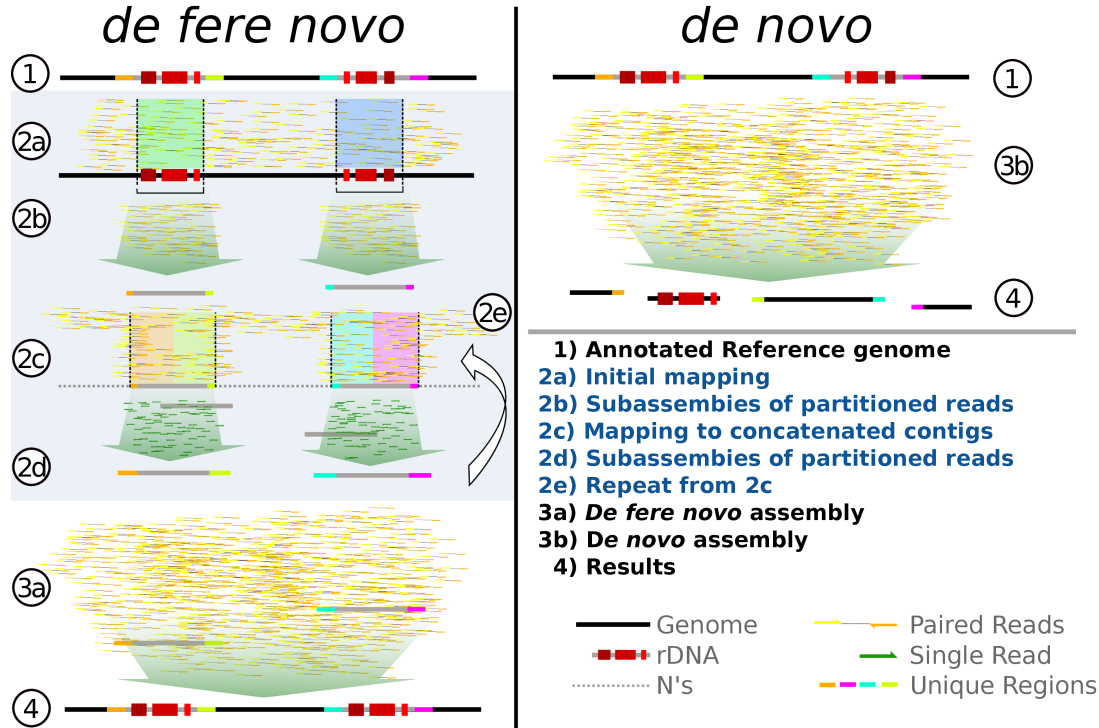 de fere novo
1
2a
2b
2e
2c
2d
3a
4
de novo
1
3b
4
1) Annotated Reference genome
2a) Initial mapping
2b) Subassembies of partitioned reads
2c) Mapping to concatenated contigs
2d) Subassembies of partitioned reads
2e) Repeat from 2c
3a) De fere novo assembly
3b) De novo assembly
4) Results
Genome
rDNA
N's
Paired Reads
Single Read
Unique Regions